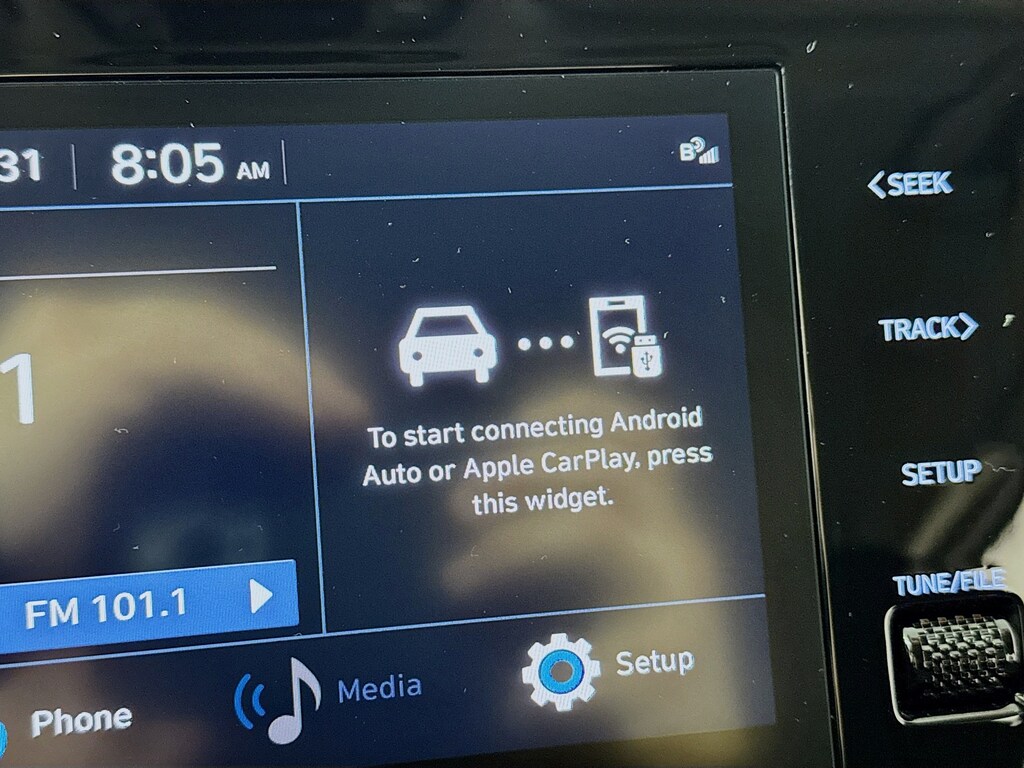 31 8:05 AM B
<SEEK
TRACK>
1
To start connecting Android
Auto or Apple CarPlay, press
this widget.
SETUP
FM 101.1
TUNE/FILE
Phone
Media
Setup